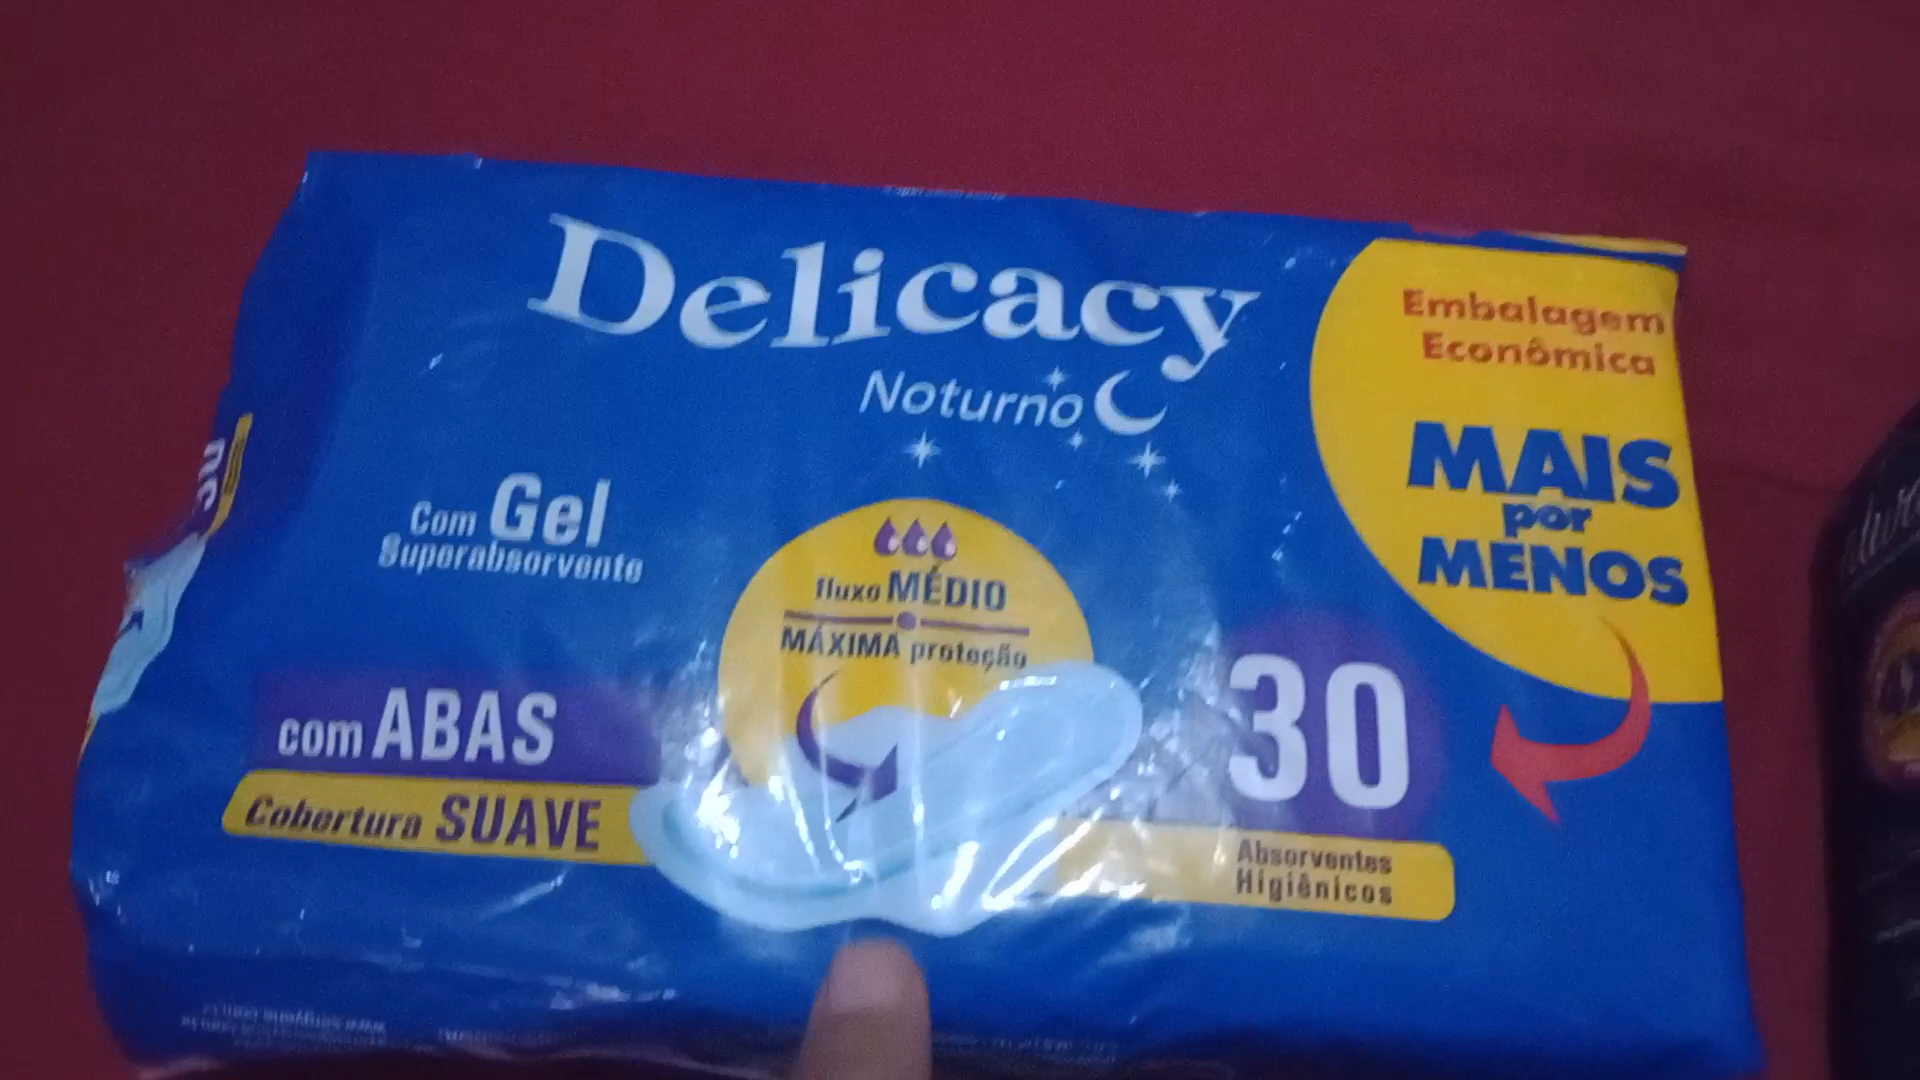 Delicacy
Noturno
Embalagem
Econômica
MAIS
por
MENOS
Com Gel
Superabsorvente
fluxo MÉDIO
MÁXIMA proteção
com ABAS
Cobertura SUAVE
30
Absorventes
Higiênicos